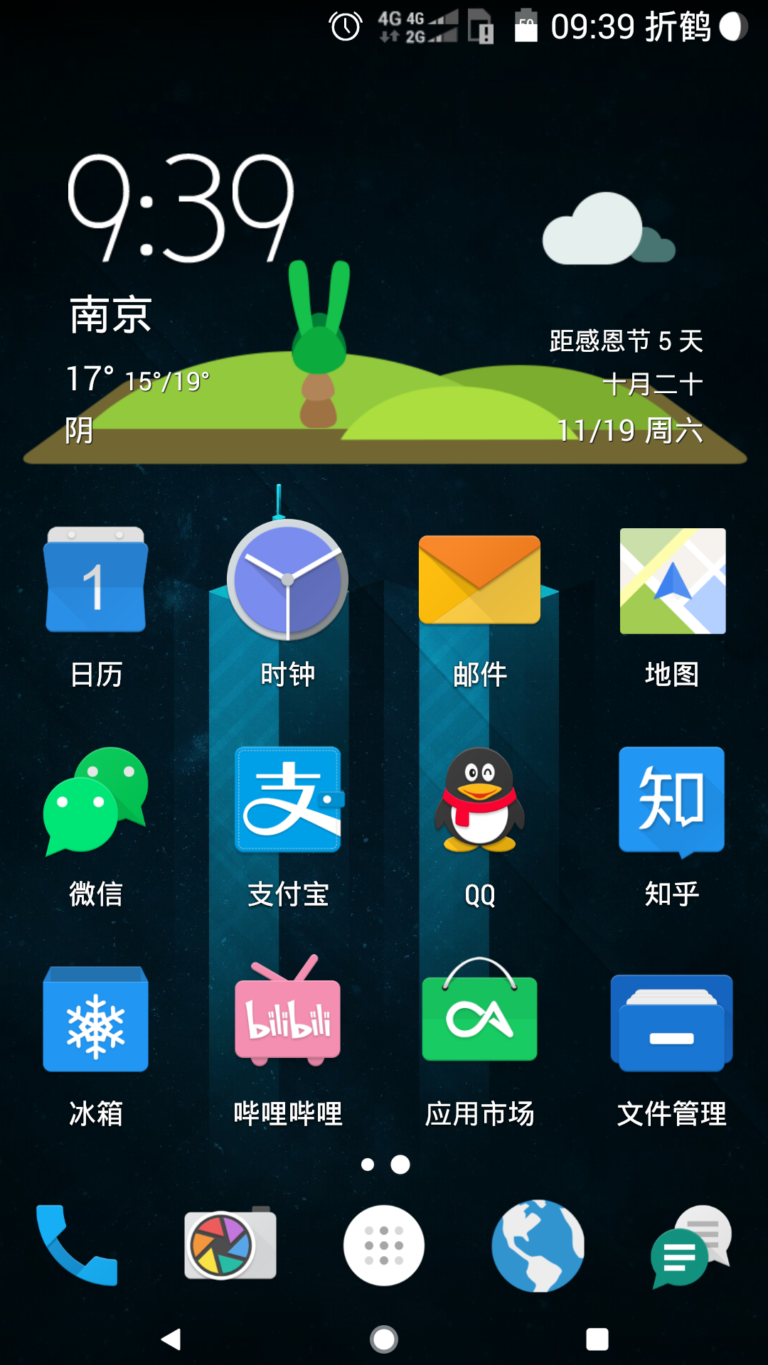 4G 4G 2G 59 09:39 折鹤
9:39
南京
17° 15°/19°
阴
距感恩节 5 天
十月二十
11/19 周六
1
日历 时钟 邮件 地图
支 知
微信 支付宝 QQ 知乎
bilibili
冰箱 哔哩哔哩 应用市场 文件管理